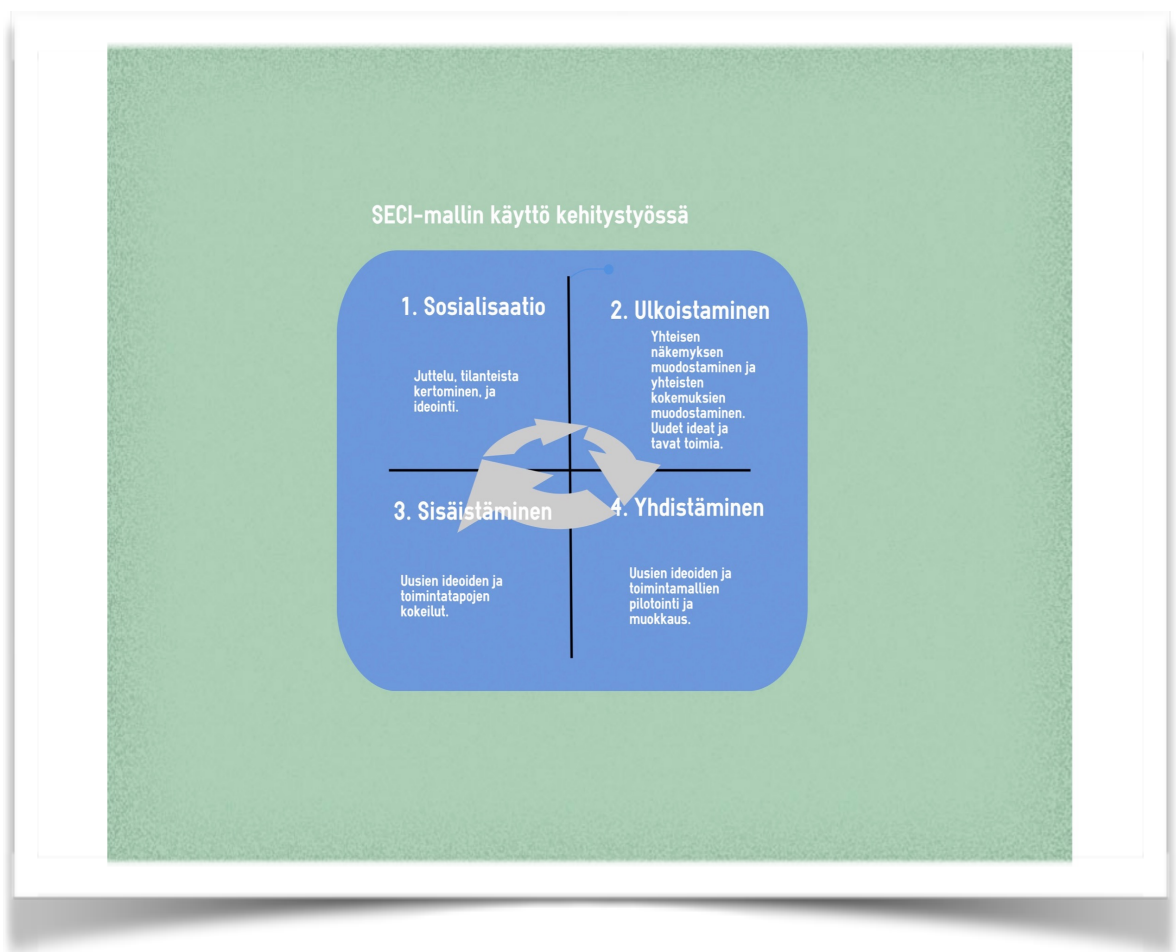 SECI-mallin käyttö kehitystyössä
1. Sosialisaatio
Juttelu, tilanteista
kertominen, ja
ideointi.
2. Ulkoistaminen
Yhteisen
näkemyksen
muodostaminen ja
yhteisten
kokemuksien
muodostaminen.
Uudet ideat ja
tavat toimia.
3. Sisäistäminen
Uusien ideoiden ja
toimintatapojen
kokeilut.
4. Yhdistäminen
Uusien ideoiden ja
toimintamallien
pilotointi ja
muokkaus.